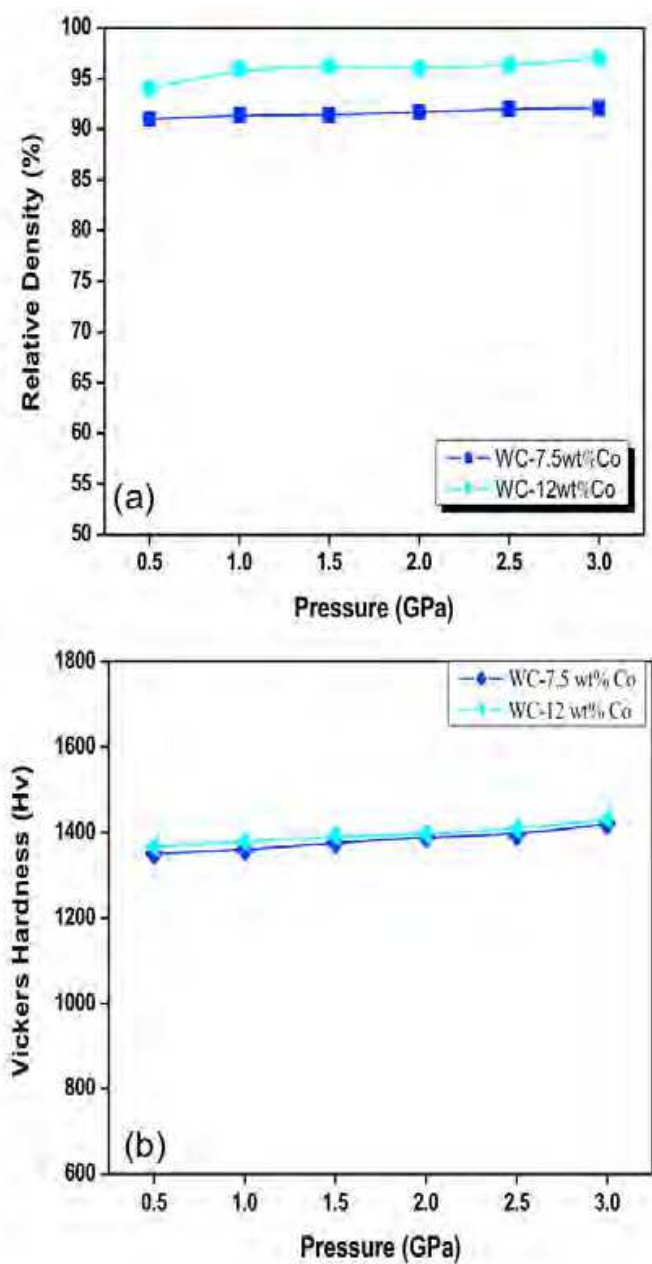 100
95
90
85
80
75
70
65
60
55
50
Relative Density (%)
WC-7.5wt%Co
WC-12wt%Co
(a)
0.5 1.0 1.5 2.0 2.5 3.0
Pressure (GPa)
1800
1600
1400
1200
1000
800
600
Vickers Hardness (Hv)
WC-7.5 wt% Co
WC-12 wt% Co
(b)
0.5 1.0 1.5 2.0 2.5 3.0
Pressure (GPa)